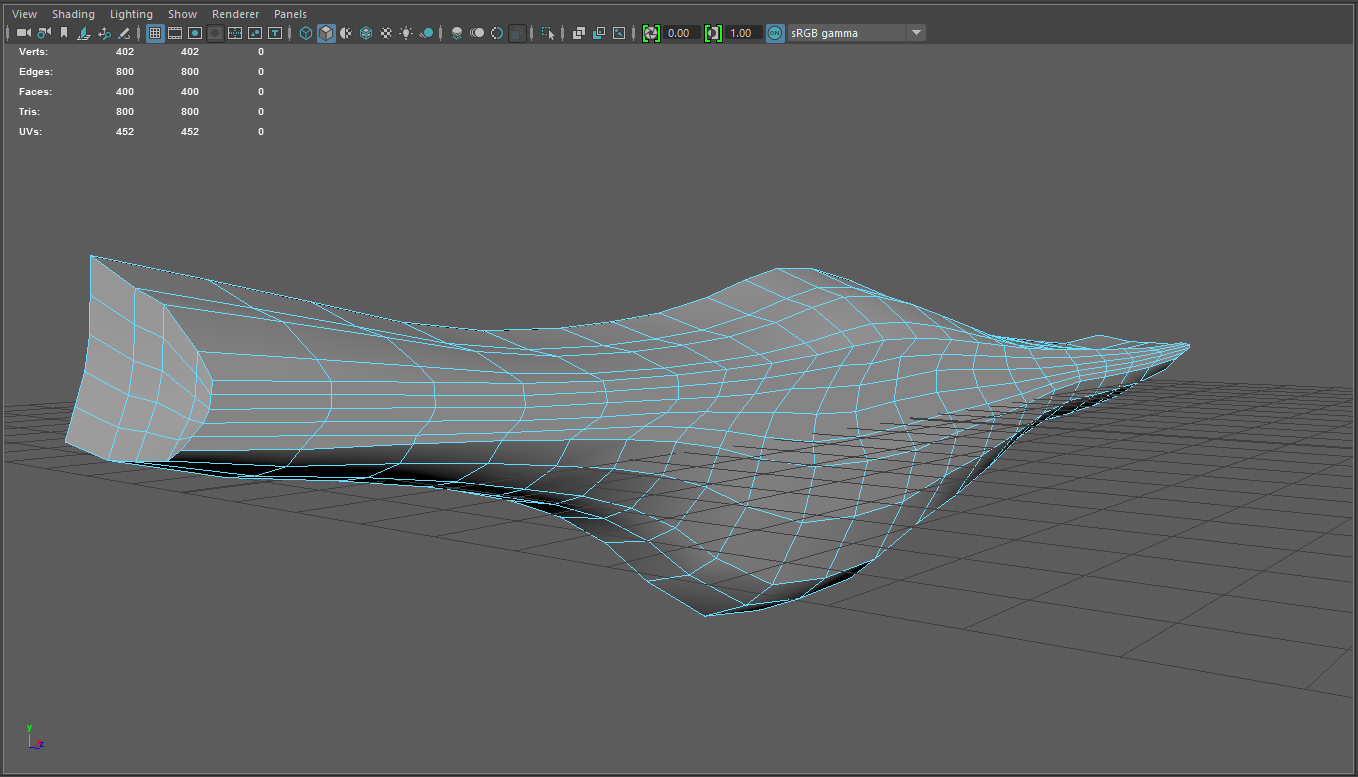 View Shading Lighting Show Renderer Panels
0.00 1.00 ON sRGB gamma
Verts: 402 402 0
Edges: 800 800 0
Faces: 400 400 0
Tris: 800 800 0
UVs: 452 452 0
y
z